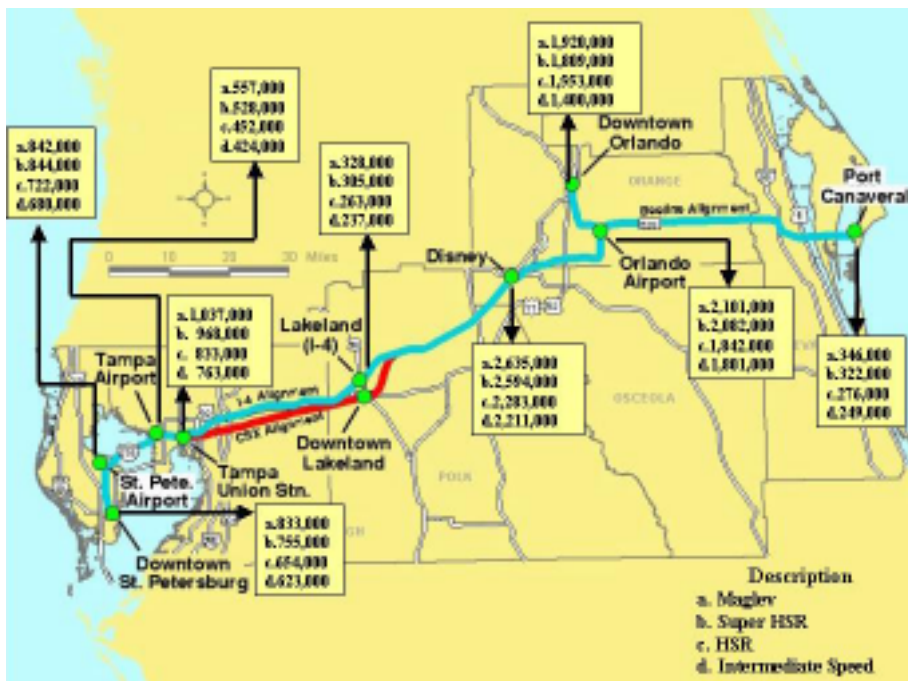 a.1,920,000
b.1,809,000
c.1,553,000
d.1,400,000
a.557,000
b.528,000
c.452,000
d.424,000
a.842,000
b.844,000
c.722,000
d.680,000
a.328,000
b.305,000
c.263,000
d.237,000
Downtown
Orlando
ORANGE
Port
Canaveral
Beeline Alignment
0 10 20 30 Miles
Disney
Orlando
Airport
a.1,037,000
b. 968,000
c. 833,000
d. 763,000
Lakeland
(I-4)
Tampa
Airport
a.2,101,000
b.2,082,000
c.1,842,000
d.1,801,000
a.2,635,000
b.2,594,000
c.2,283,000
d.2,211,000
a.346,000
b.322,000
c.276,000
d.249,000
I-4 Alignment
CSX Alignment
OSCEOLA
Downtown
Lakeland
POLK
St. Pete.
Airport
Tampa
Union Stn.
a.833,000
b.755,000
c.654,000
d.623,000
Downtown
St. Petersburg
Description
a. Maglev
b. Super HSR
c. HSR
d. Intermediate Speed